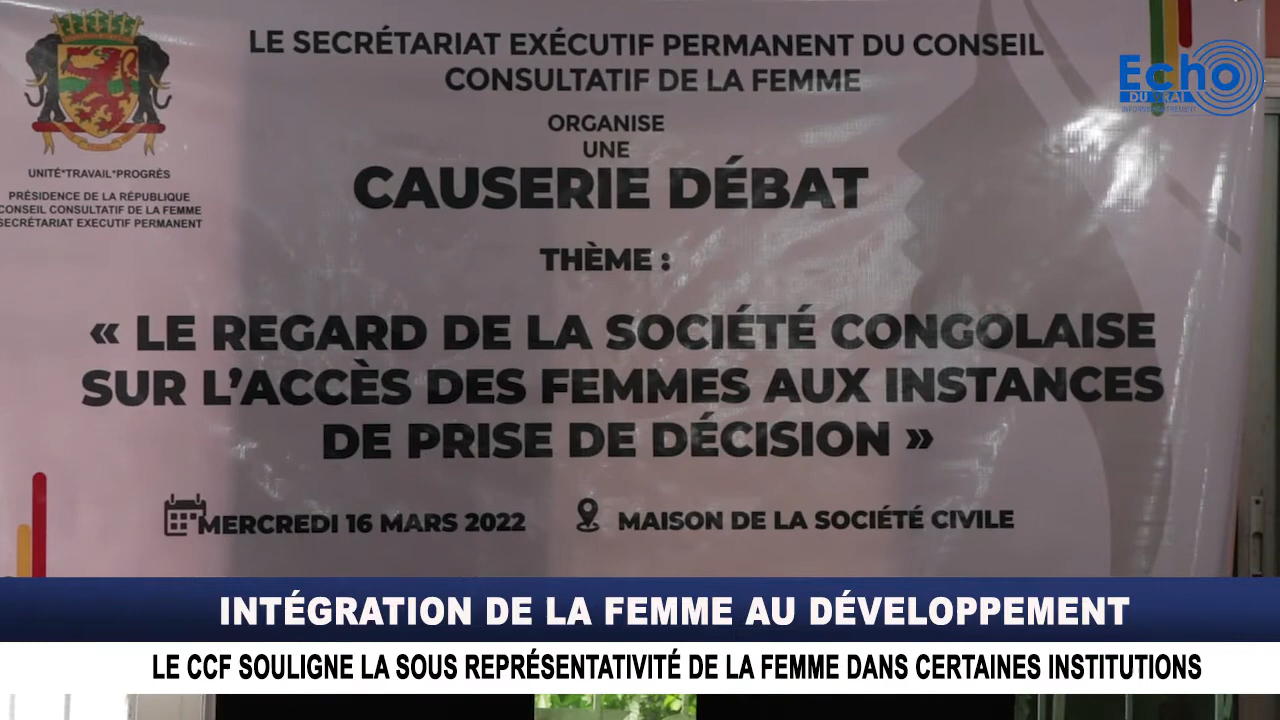 LE SECRÉTARIAT EXÉCUTIF PERMANENT DU CONSEIL
CONSULTATIF DE LA FEMME
ORGANISE
UNE
CAUSERIE DÉBAT
THÈME :
« LE REGARD DE LA SOCIÉTÉ CONGOLAISE
SUR L'ACCÈS DES FEMMES AUX INSTANCES
DE PRISE DE DÉCISION »
MERCREDI 16 MARS 2022
MAISON DE LA SOCIÉTÉ CIVILE
UNITÉ*TRAVAIL*PROGRÉS
PRÉSIDENCE DE LA RÉPUBLIQUE
CONSEIL CONSULTATIF DE LA FEMME
SECRÉTARIAT EXECUTIF PERMANENT
Echo
DU
INTÉGRATION DE LA FEMME AU DÉVELOPPEMENT
LE CCF SOULIGNE LA SOUS REPRÉSENTATIVITÉ DE LA FEMME DANS CERTAINES INSTITUTIONS